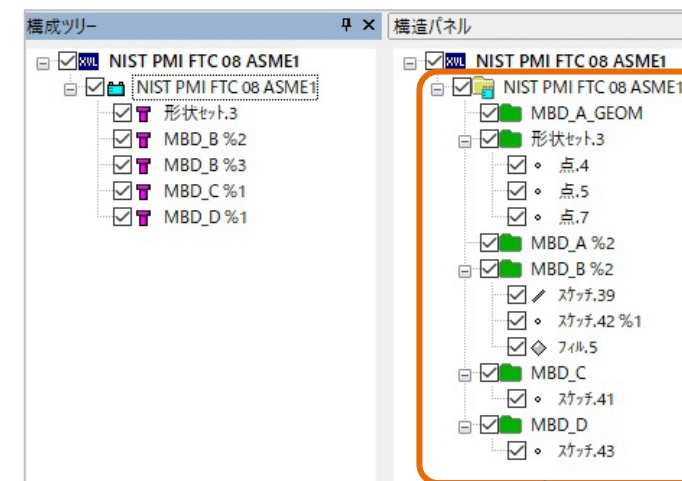 構成ツリー
XVL NIST PMI FTC 08 ASME1
NIST PMI FTC 08 ASME1
形状セット.3
MBD_B %2
MBD_B %3
MBD_C %1
MBD_D %1
構造パネル
XVL NIST PMI FTC 08 ASME1
NIST PMI FTC 08 ASME1
MBD_A_GEOM
形状セット.3
点.4
点.5
点.7
MBD_A %2
MBD_B %2
スケッチ.39
スケッチ.42 %1
フィル.5
MBD_C
スケッチ.41
MBD_D
スケッチ.43